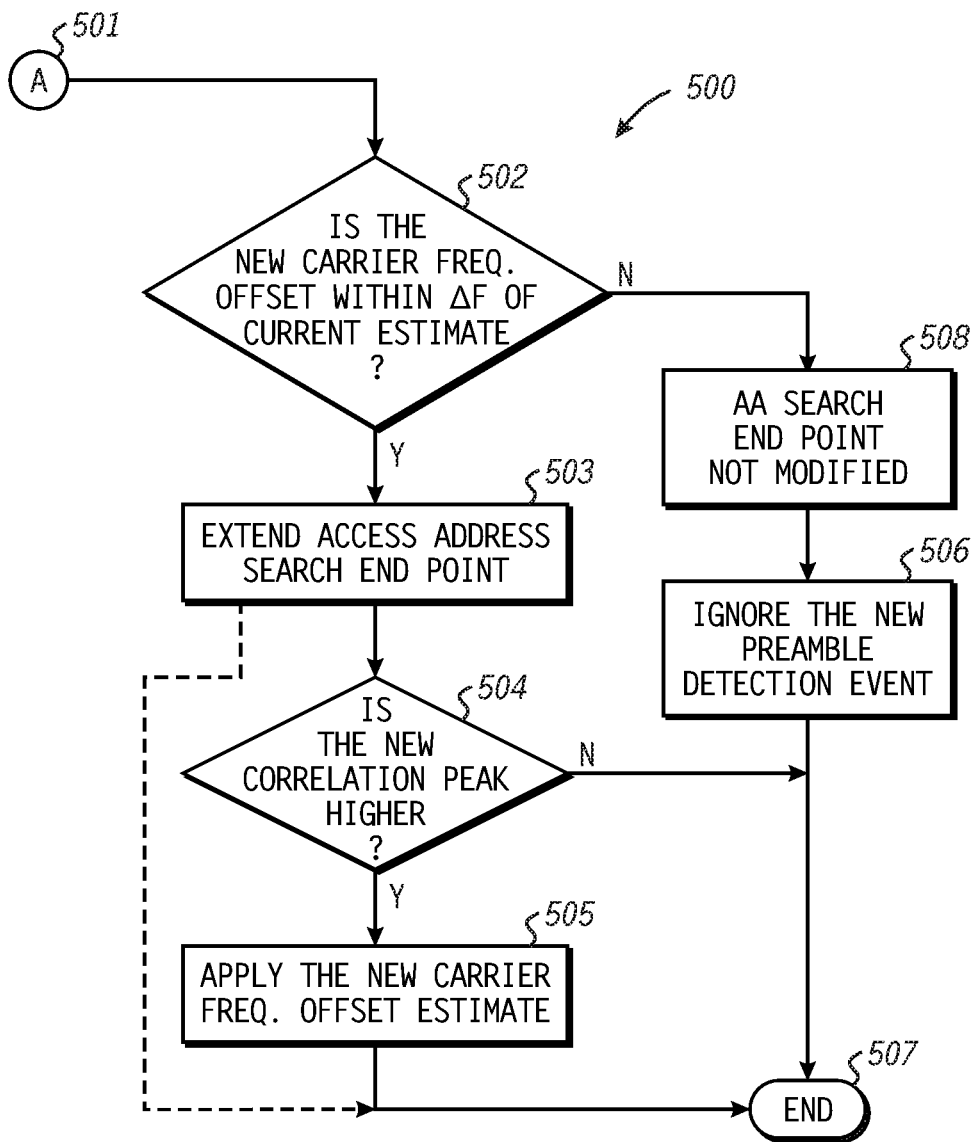 501
A
500
502
IS THE
NEW CARRIER FREQ.
OFFSET WITHIN ΔF OF
CURRENT ESTIMATE
?
N
Y
508
AA SEARCH
END POINT
NOT MODIFIED
503
EXTEND ACCESS ADDRESS
SEARCH END POINT
506
IGNORE THE NEW
PREAMBLE
DETECTION EVENT
504
IS
THE NEW
CORRELATION PEAK
HIGHER
?
N
Y
505
APPLY THE NEW CARRIER
FREQ. OFFSET ESTIMATE
507
END